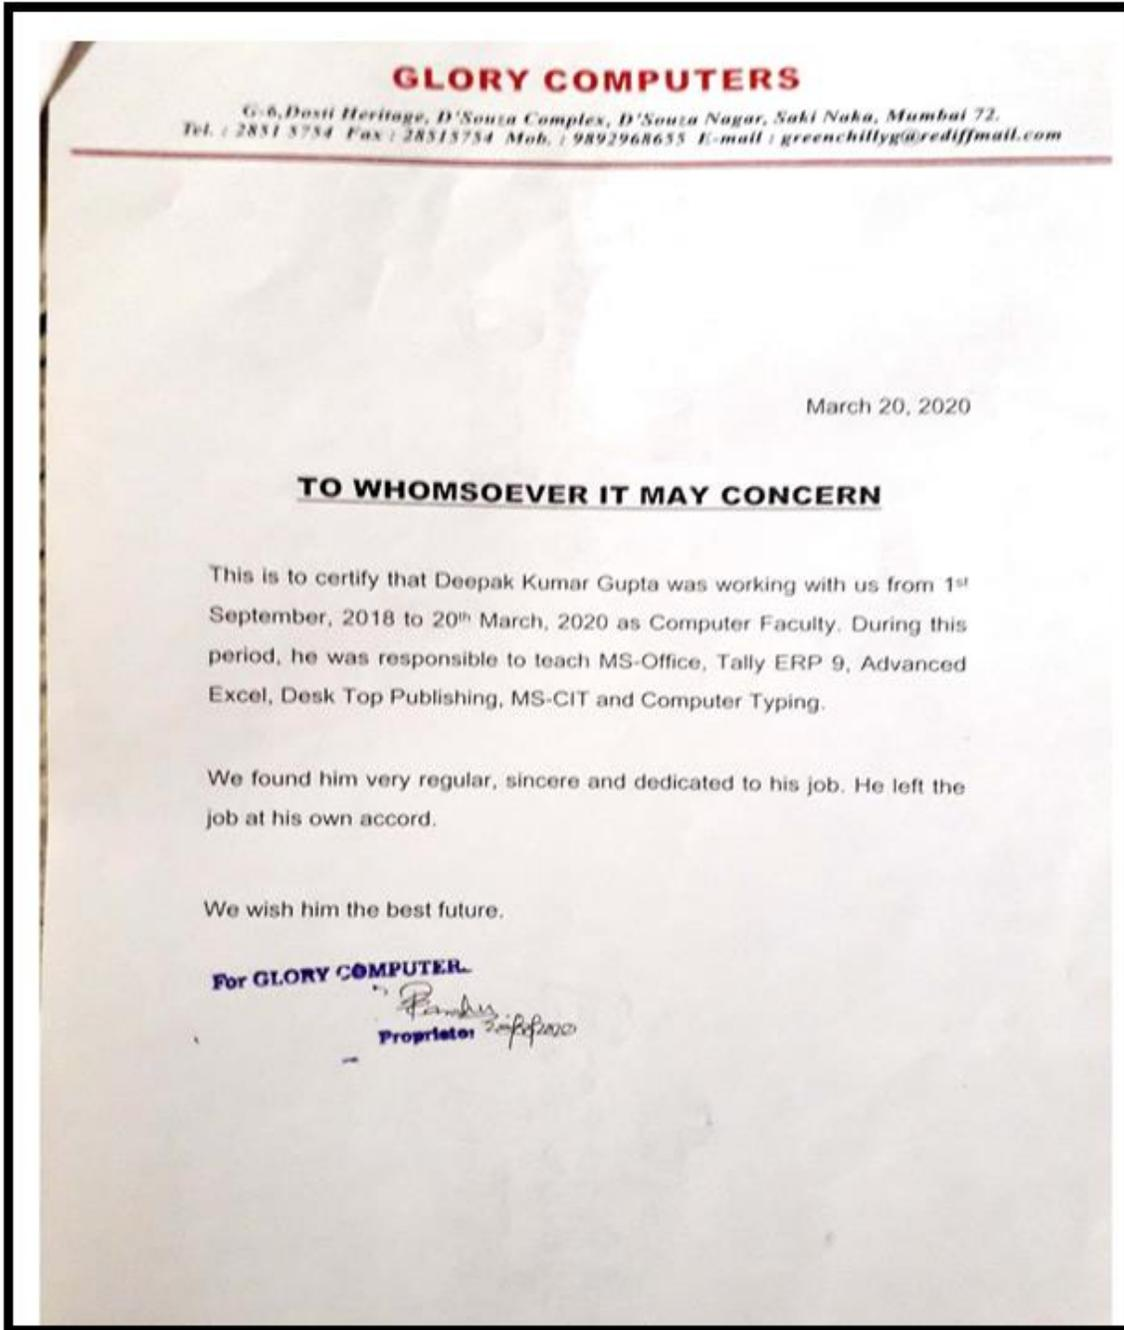 GLORY COMPUTERS
G-6,Dosti Heritage, D'Souza Complex, D'Souza Nagar, Saki Naka, Mumbai 72.
Tel. : 2851 5754 Fax : 28515754 Mob. : 9892968655 E-mail : greenchillyg@rediffmail.com
March 20, 2020
TO WHOMSOEVER IT MAY CONCERN
This is to certify that Deepak Kumar Gupta was working with us from 1st
September, 2018 to 20th March, 2020 as Computer Faculty. During this
period, he was responsible to teach MS-Office, Tally ERP 9, Advanced
Excel, Desk Top Publishing, MS-CIT and Computer Typing.
We found him very regular, sincere and dedicated to his job. He left the
job at his own accord.
We wish him the best future.
For GLORY COMPUTER
Proprietor